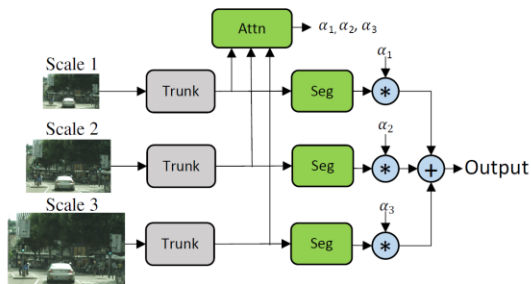 Attn
α₁, α₂, α₃
Scale 1
α₁
Trunk
Seg
*
Scale 2
α₂
Trunk
Seg
*
+
Output
Scale 3
α₃
Trunk
Seg
*